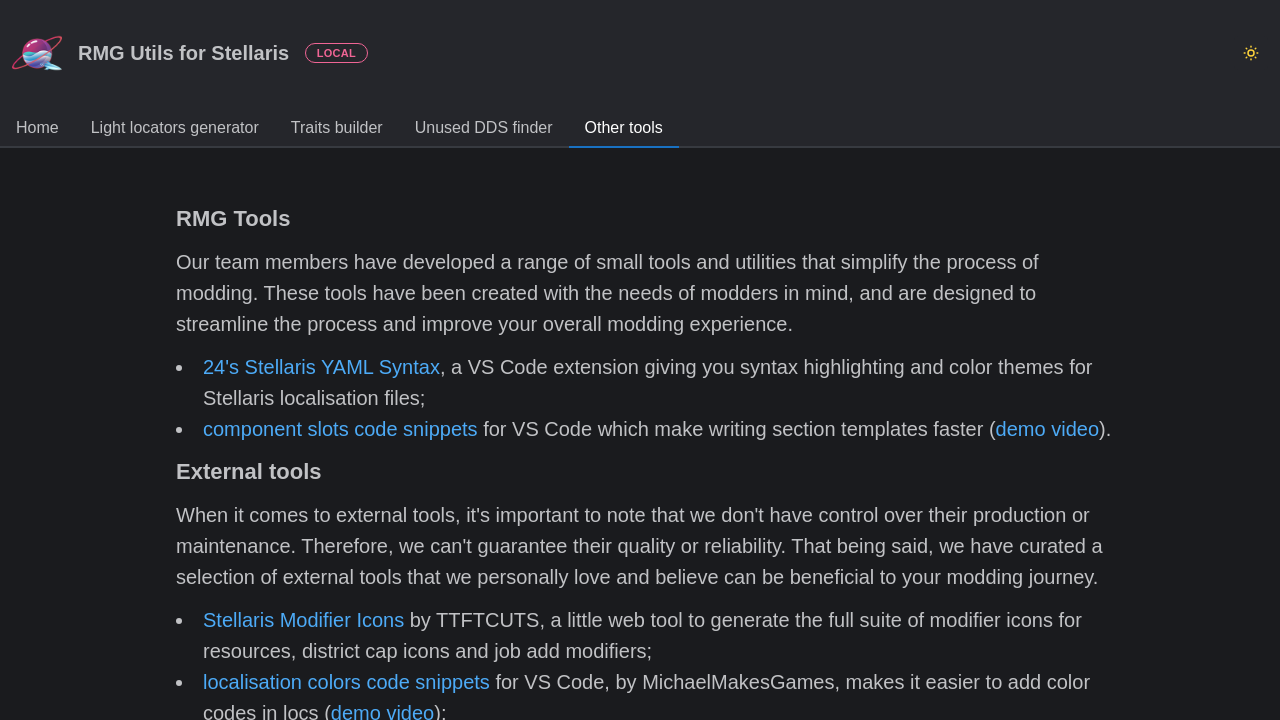 RMG Utils for Stellaris
LOCAL
Home
Light locators generator
Traits builder
Unused DDS finder
Other tools
RMG Tools
Our team members have developed a range of small tools and utilities that simplify the process of
modding. These tools have been created with the needs of modders in mind, and are designed to
streamline the process and improve your overall modding experience.
24's Stellaris YAML Syntax, a VS Code extension giving you syntax highlighting and color themes for
Stellaris localisation files;
component slots code snippets for VS Code which make writing section templates faster (demo video).
External tools
When it comes to external tools, it's important to note that we don't have control over their production or
maintenance. Therefore, we can't guarantee their quality or reliability. That being said, we have curated a
selection of external tools that we personally love and believe can be beneficial to your modding journey.
Stellaris Modifier Icons by TTFTCUTS, a little web tool to generate the full suite of modifier icons for
resources, district cap icons and job add modifiers;
localisation colors code snippets for VS Code, by MichaelMakesGames, makes it easier to add color
codes in locs (demo video);